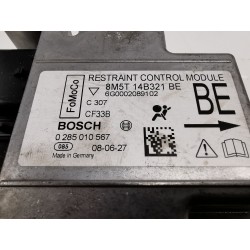 FoMoCo
RESTRAINT CONTROL MODULE
8M5T 14B321 BE
6G0002089102
C 307
CF33B
BE
BOSCH
0 285 010 567
085 08-06-27
Made in Germany